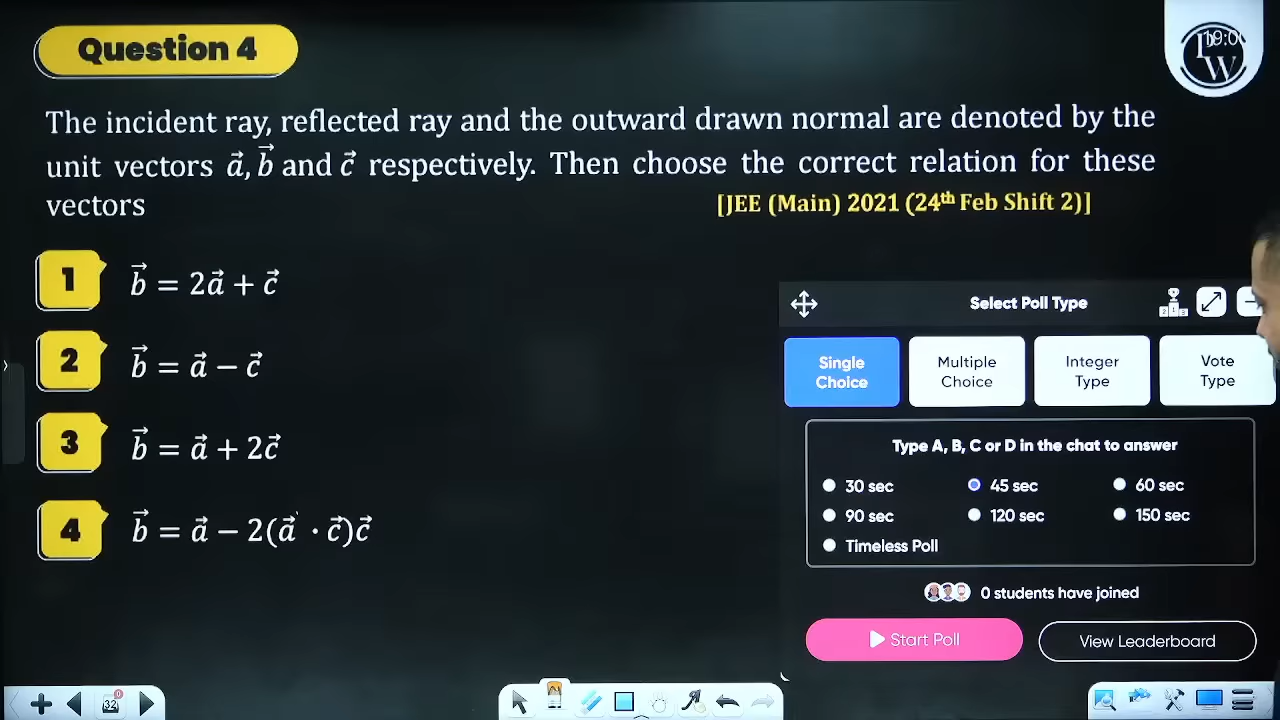 Question 4
The incident ray, reflected ray and the outward drawn normal are denoted by the
unit vectors a⃗, b⃗ and c⃗ respectively. Then choose the correct relation for these
vectors
[JEE (Main) 2021 (24th Feb Shift 2)]
1 b⃗ = 2a⃗ + c⃗
2 b⃗ = a⃗ − c⃗
3 b⃗ = a⃗ + 2c⃗
4 b⃗ = a⃗ − 2(a⃗ · c⃗)c⃗
Select Poll Type
Single Choice
Multiple Choice
Integer Type
Vote Type
Type A, B, C or D in the chat to answer
30 sec 45 sec 60 sec
90 sec 120 sec 150 sec
Timeless Poll
0 students have joined
Start Poll View Leaderboard
32